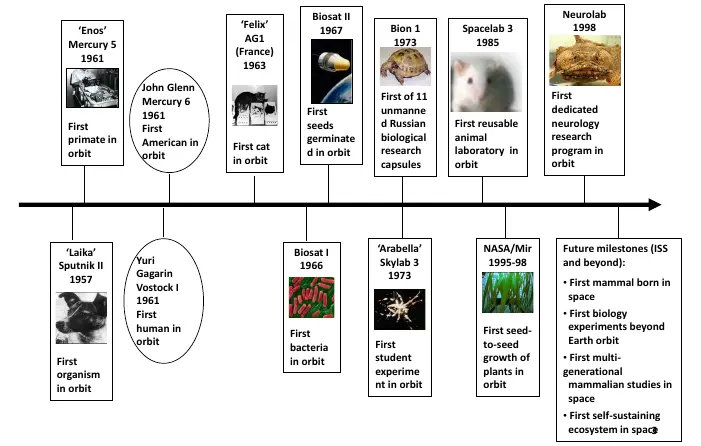 ‘Enos’
Mercury 5
1961
First
primate in
orbit
John Glenn
Mercury 6
1961
First
American in
orbit
‘Felix’
AG1
(France)
1963
First cat
in orbit
Biosat II
1967
First
seeds
germinate
d in orbit
Bion 1
1973
First of 11
unmanne
d Russian
biological
research
capsules
Spacelab 3
1985
First reusable
animal
laboratory in
orbit
Neurolab
1998
First
dedicated
neurology
research
program in
orbit
‘Laika’
Sputnik II
1957
First
organism
in orbit
Yuri
Gagarin
Vostock I
1961
First
human in
orbit
Biosat I
1966
First
bacteria
in orbit
‘Arabella’
Skylab 3
1973
First
student
experime
nt in orbit
NASA/Mir
1995-98
First seed-
to-seed
growth of
plants in
orbit
Future milestones (ISS
and beyond):
• First mammal born in
space
• First biology
experiments beyond
Earth orbit
• First multi-
generational
mammalian studies in
space
• First self-sustaining
ecosystem in space